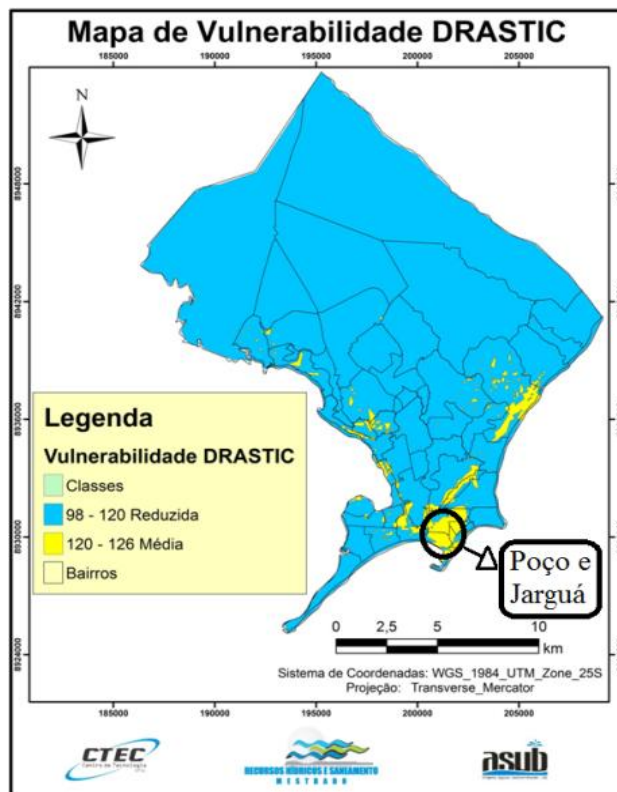 Mapa de Vulnerabilidade DRASTIC
185000 190000 195000 200000 205000
N
8948000
8942000
8936000
8930000
8924000
Legenda
Vulnerabilidade DRASTIC
Classes
98 - 120 Reduzida
120 - 126 Média
Bairros
Poço e
Jarguá
0 2,5 5 10
km
Sistema de Coordenadas: WGS_1984_UTM_Zone_25S
Projeção: Transverse_Mercator
185000 190000 195000 200000 205000
CTEC
Centro de Tecnologia
RECURSOS HÍDRICOS E SANEAMENTO
MESTRADO
asub